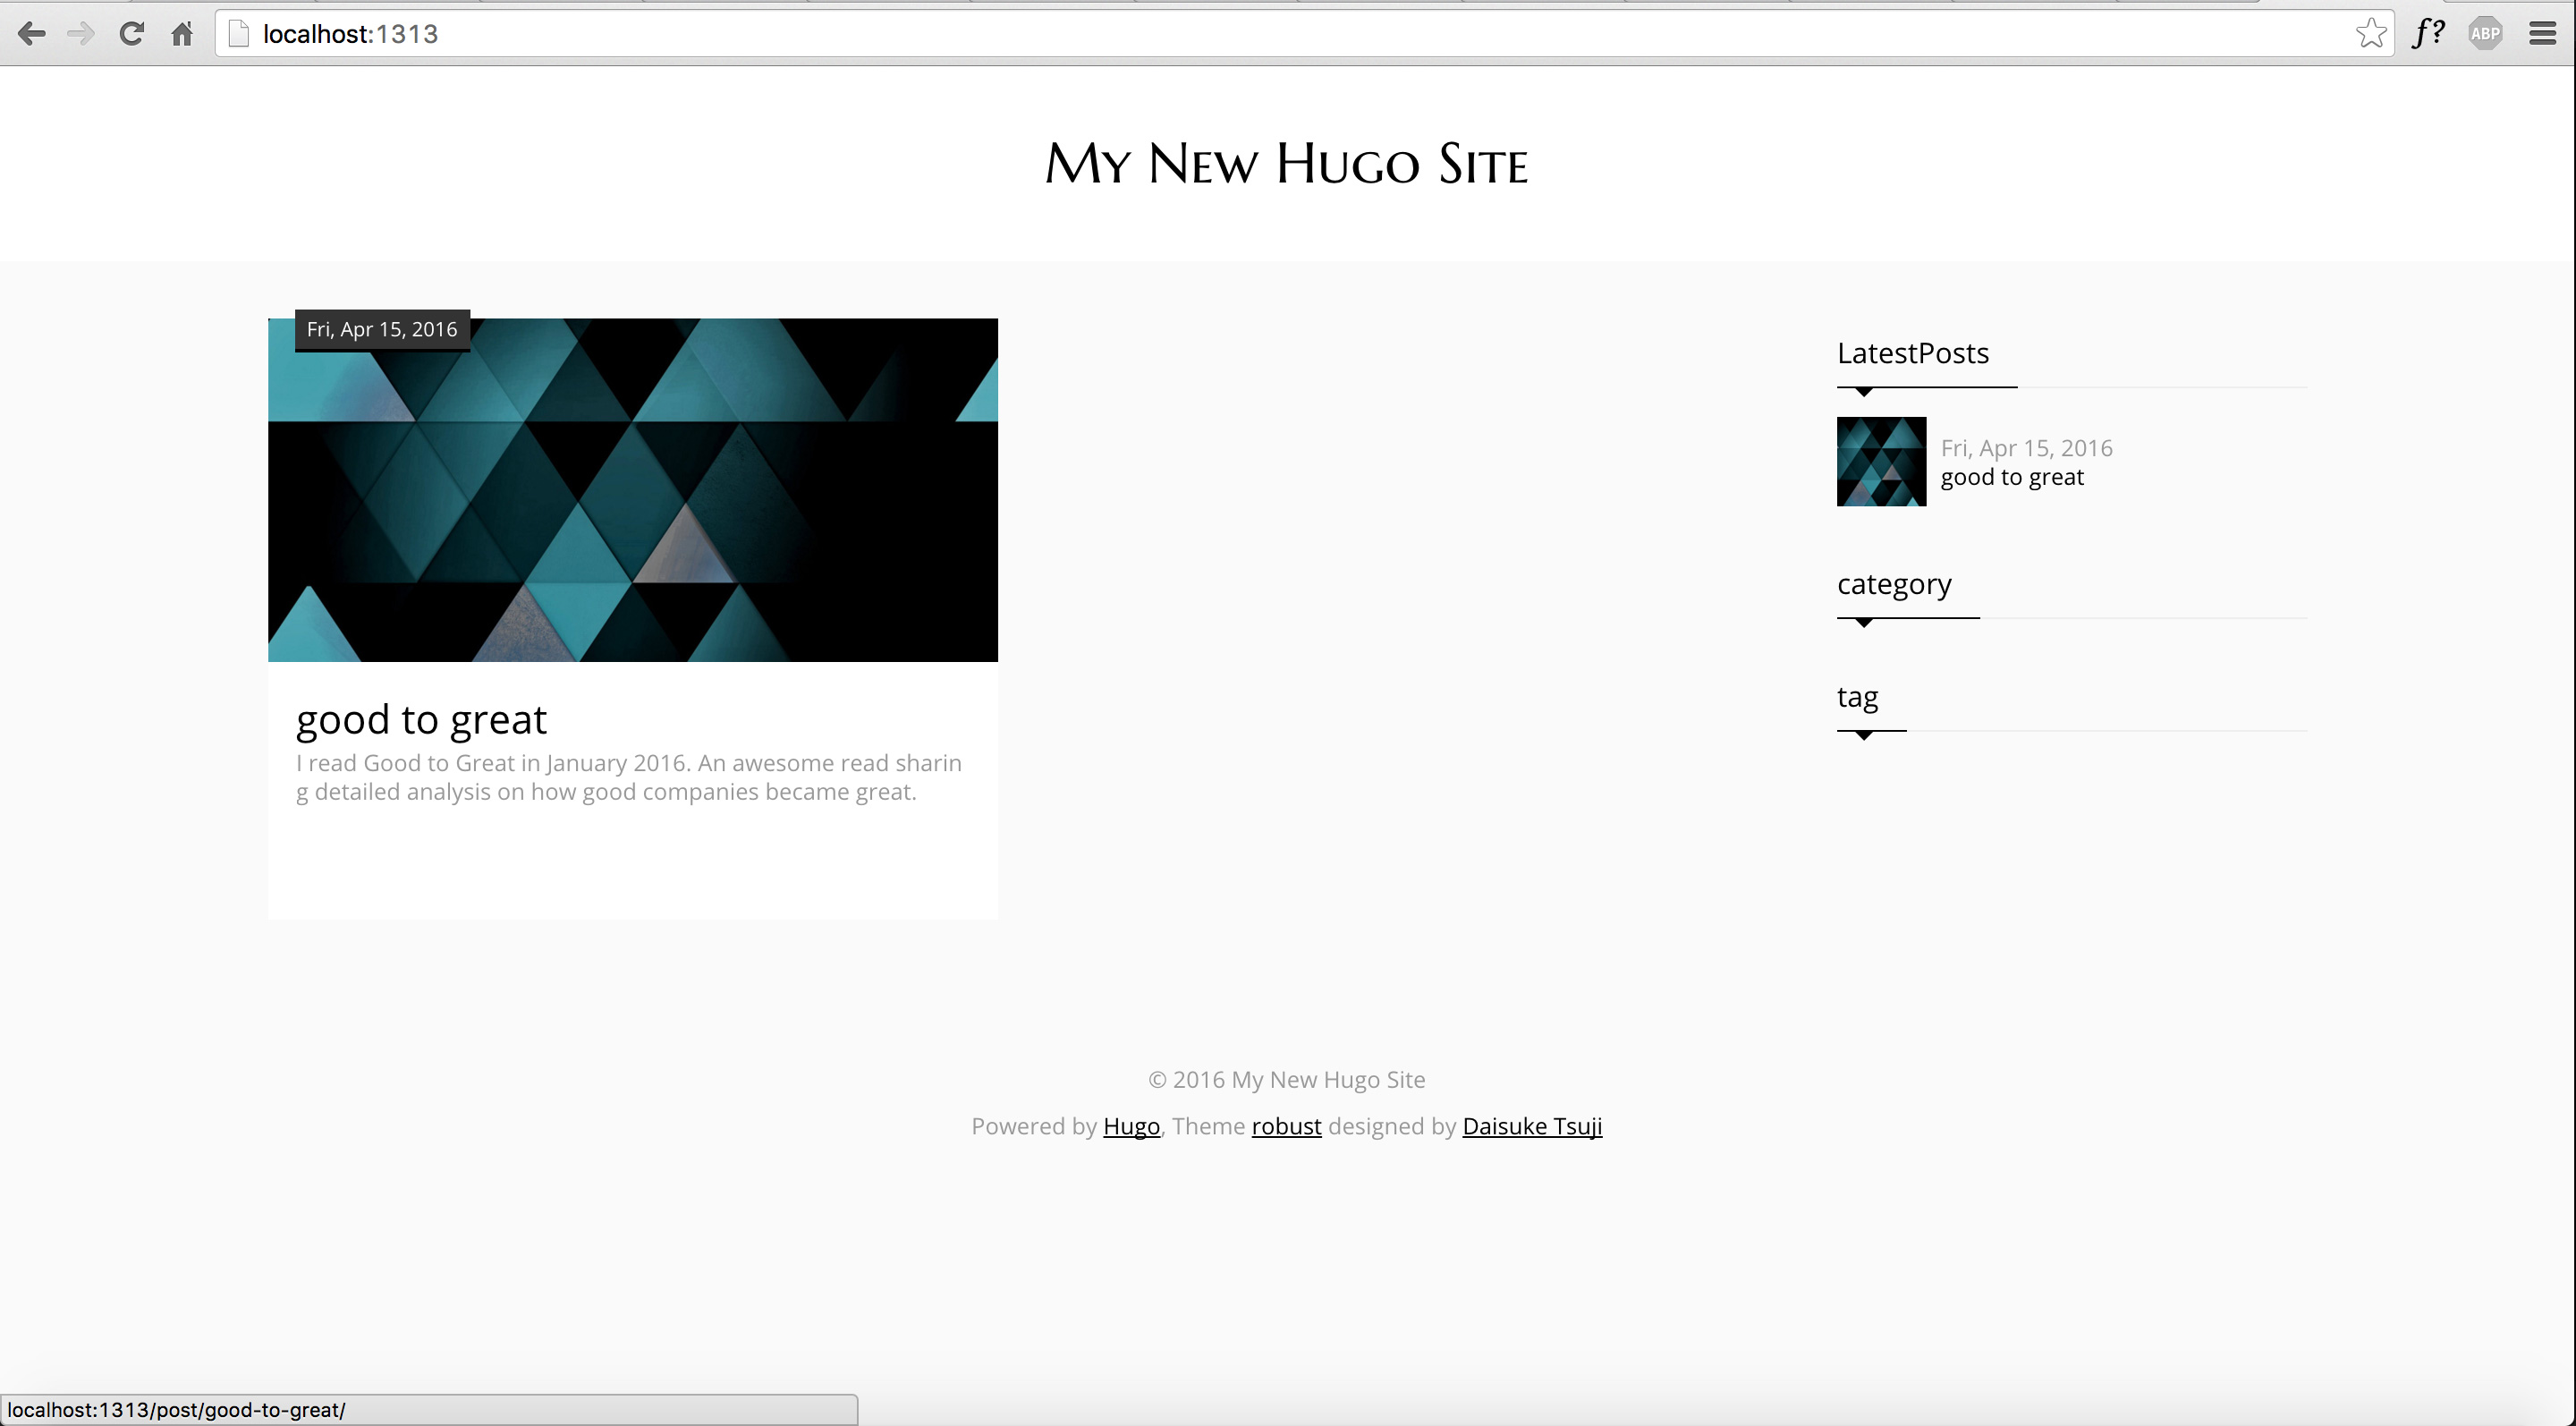 localhost:1313
f?
ABP
My New Hugo Site
Fri, Apr 15, 2016
good to great
I read Good to Great in January 2016. An awesome read sharin
g detailed analysis on how good companies became great.
LatestPosts
Fri, Apr 15, 2016
good to great
category
tag
© 2016 My New Hugo Site
Powered by Hugo, Theme robust designed by Daisuke Tsuji
localhost:1313/post/good-to-great/